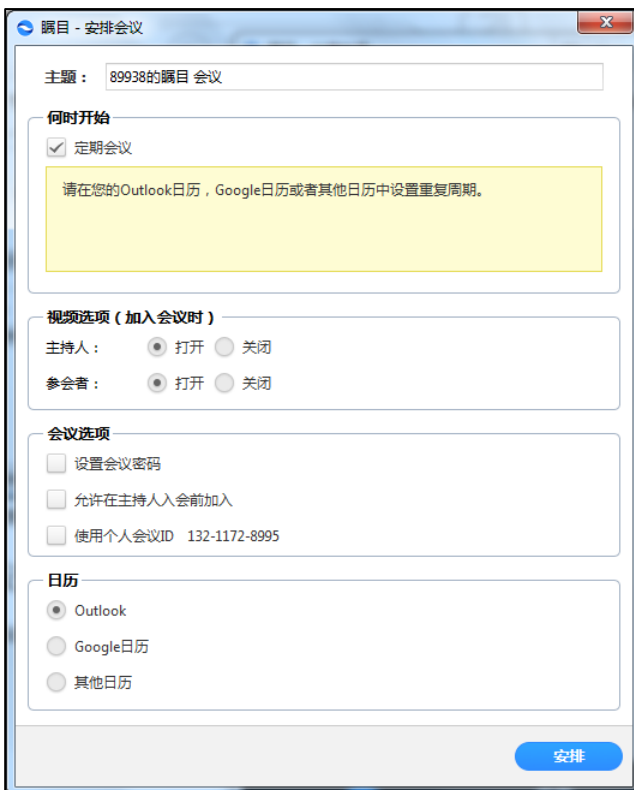 瞩目 - 安排会议
主题： 89938的瞩目 会议
何时开始
定期会议
请在您的Outlook日历，Google日历或者其他日历中设置重复周期。
视频选项 ( 加入会议时 )
主持人： 打开 关闭
参会者： 打开 关闭
会议选项
设置会议密码
允许在主持人入会前加入
使用个人会议ID 132-1172-8995
日历
Outlook
Google日历
其他日历
安排